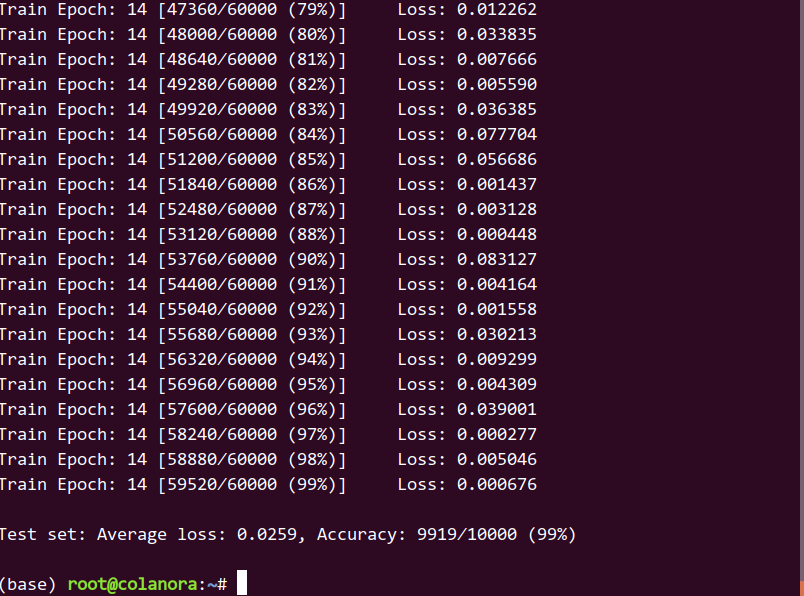 Train Epoch: 14 [47360/60000 (79%)]     Loss: 0.012262
Train Epoch: 14 [48000/60000 (80%)]     Loss: 0.033835
Train Epoch: 14 [48640/60000 (81%)]     Loss: 0.007666
Train Epoch: 14 [49280/60000 (82%)]     Loss: 0.005590
Train Epoch: 14 [49920/60000 (83%)]     Loss: 0.036385
Train Epoch: 14 [50560/60000 (84%)]     Loss: 0.077704
Train Epoch: 14 [51200/60000 (85%)]     Loss: 0.056686
Train Epoch: 14 [51840/60000 (86%)]     Loss: 0.001437
Train Epoch: 14 [52480/60000 (87%)]     Loss: 0.003128
Train Epoch: 14 [53120/60000 (88%)]     Loss: 0.000448
Train Epoch: 14 [53760/60000 (90%)]     Loss: 0.083127
Train Epoch: 14 [54400/60000 (91%)]     Loss: 0.004164
Train Epoch: 14 [55040/60000 (92%)]     Loss: 0.001558
Train Epoch: 14 [55680/60000 (93%)]     Loss: 0.030213
Train Epoch: 14 [56320/60000 (94%)]     Loss: 0.009299
Train Epoch: 14 [56960/60000 (95%)]     Loss: 0.004309
Train Epoch: 14 [57600/60000 (96%)]     Loss: 0.039001
Train Epoch: 14 [58240/60000 (97%)]     Loss: 0.000277
Train Epoch: 14 [58880/60000 (98%)]     Loss: 0.005046
Train Epoch: 14 [59520/60000 (99%)]     Loss: 0.000676
Test set: Average loss: 0.0259, Accuracy: 9919/10000 (99%)
(base) root@colanora:~#